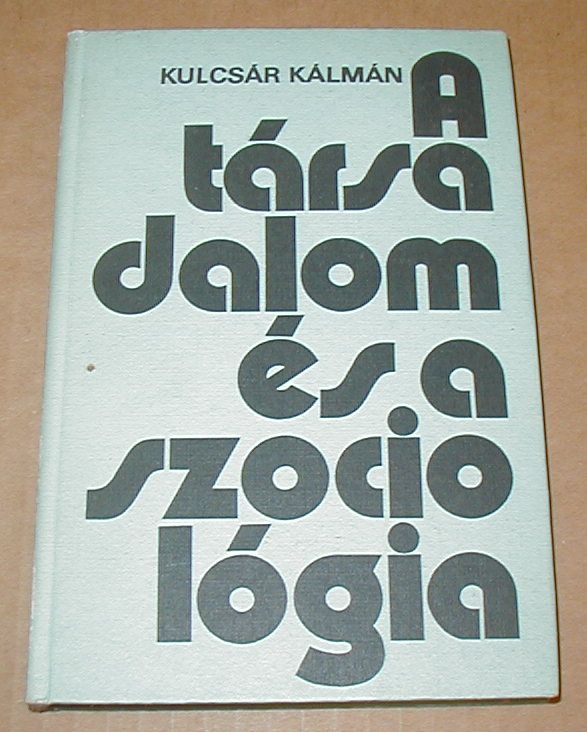 KULCSÁR KÁLMÁN A
társa
dalom
és a
szocio
lógia